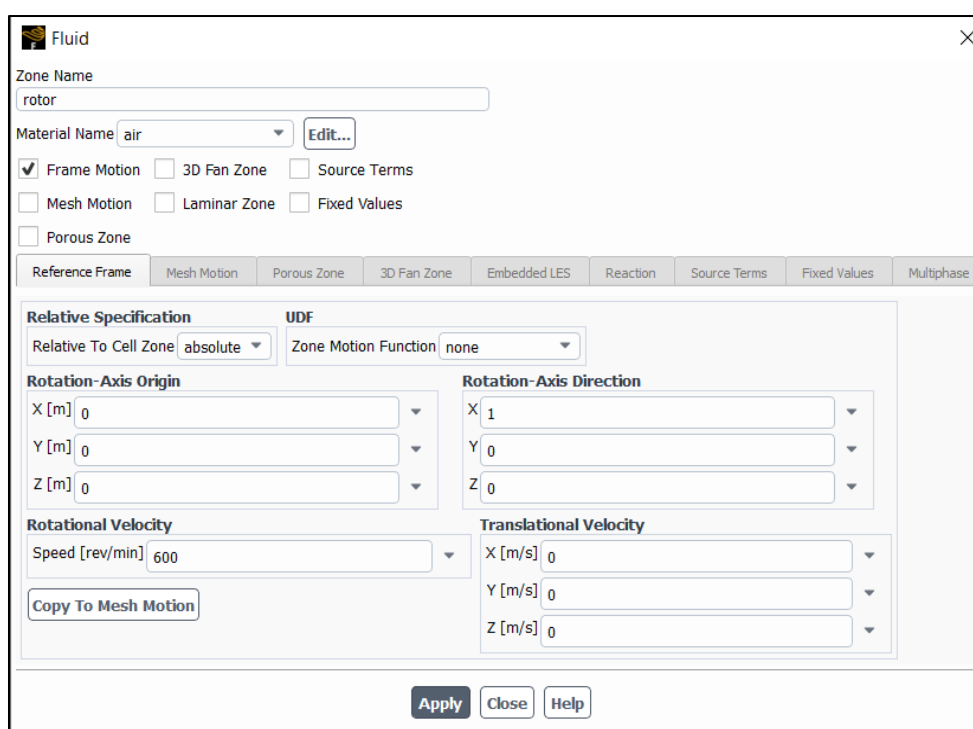 F Fluid
Zone Name
rotor
Material Name air Edit...
Frame Motion 3D Fan Zone Source Terms
Mesh Motion Laminar Zone Fixed Values
Porous Zone
Reference Frame Mesh Motion Porous Zone 3D Fan Zone Embedded LES Reaction Source Terms Fixed Values Multiphase
Relative Specification UDF
Relative To Cell Zone absolute Zone Motion Function none
Rotation-Axis Origin Rotation-Axis Direction
X [m] 0 X 1
Y [m] 0 Y 0
Z [m] 0 Z 0
Rotational Velocity Translational Velocity
Speed [rev/min] 600 X [m/s] 0
Copy To Mesh Motion Y [m/s] 0
Z [m/s] 0
Apply Close Help